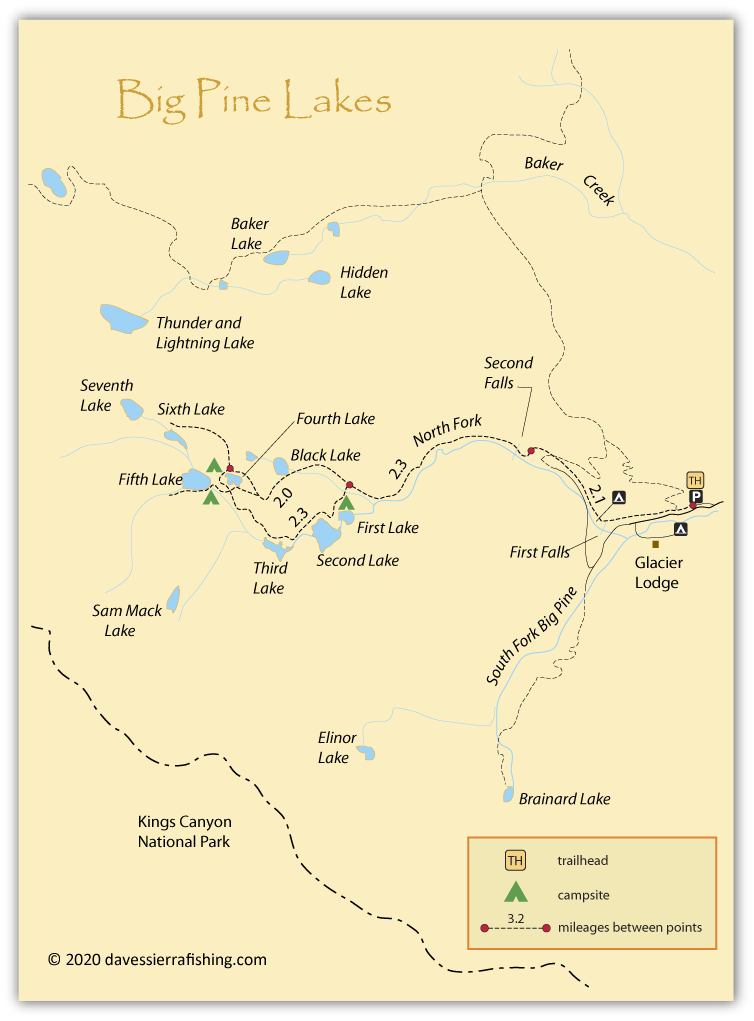 Big Pine Lakes
Baker
Creek
Baker
Lake
Hidden
Lake
Thunder and
Lightning Lake
Second
Falls
Seventh
Lake
Sixth Lake
Fourth Lake
North Fork
Black Lake
Fifth Lake
2.3
2.0
2.3
2.1
TH
P
First Lake
Second Lake
Third
Lake
First Falls
Glacier
Lodge
Sam Mack
Lake
South Fork Big Pine
Elinor
Lake
Brainard Lake
Kings Canyon
National Park
TH trailhead
campsite
3.2
mileages between points
© 2020 davessierrafishing.com